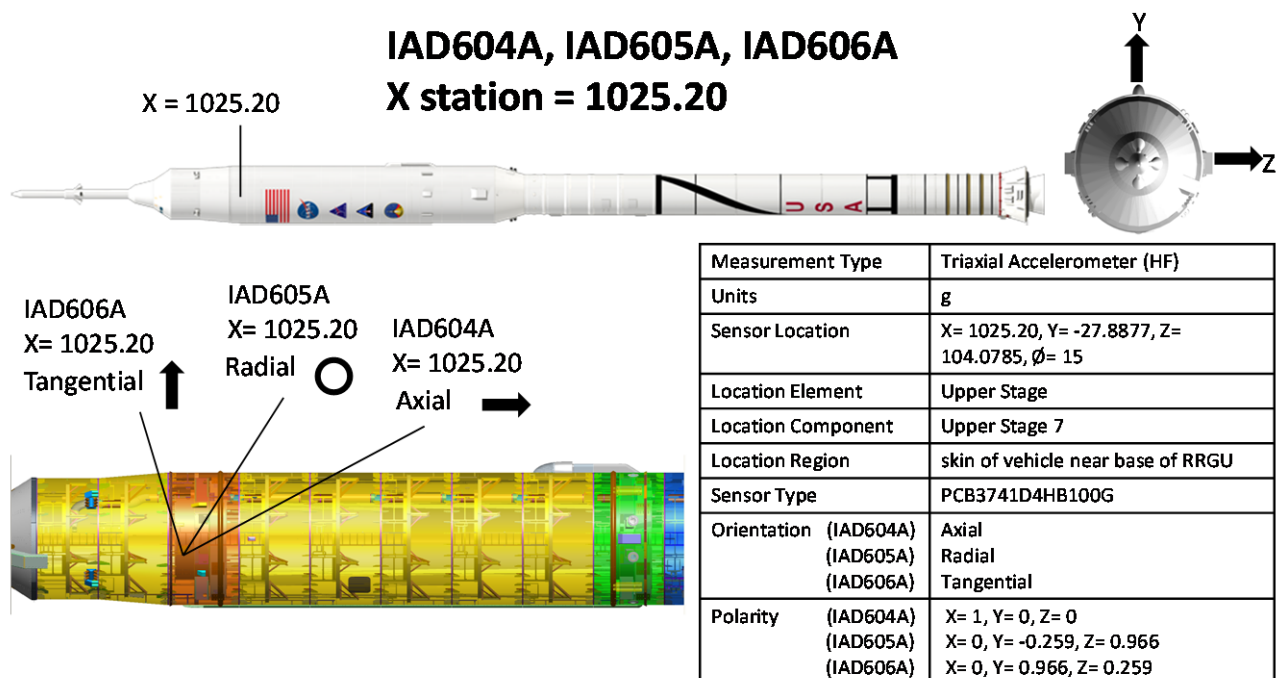 IAD604A, IAD605A, IAD606A
X station = 1025.20
X = 1025.20
Y
Z
USA
IAD606A
X= 1025.20
Tangential
IAD605A
X= 1025.20
Radial
IAD604A
X= 1025.20
Axial
Measurement Type Triaxial Accelerometer (HF)
Units g
Sensor Location X= 1025.20, Y= -27.8877, Z=
104.0785, Ø= 15
Location Element Upper Stage
Location Component Upper Stage 7
Location Region skin of vehicle near base of RRGU
Sensor Type PCB3741D4HB100G
Orientation (IAD604A) Axial
(IAD605A) Radial
(IAD606A) Tangential
Polarity (IAD604A) X= 1, Y= 0, Z= 0
(IAD605A) X= 0, Y= -0.259, Z= 0.966
(IAD606A) X= 0, Y= 0.966, Z= 0.259